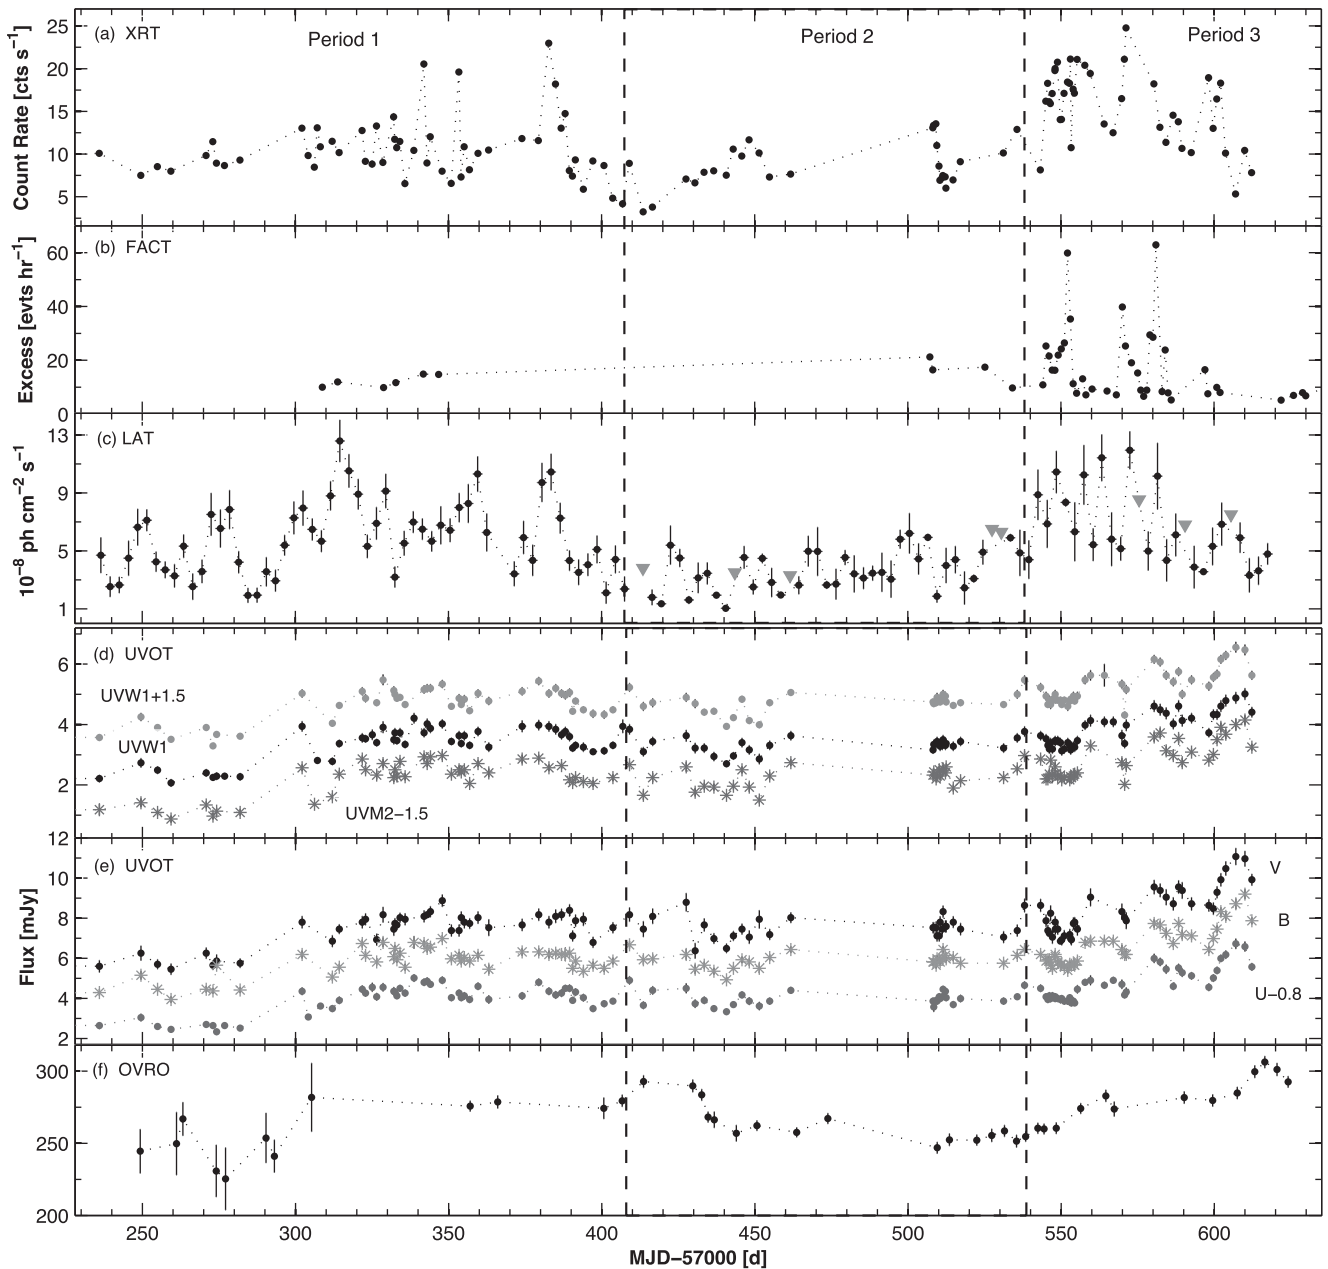 (a) XRT
Period 1
Period 2
Period 3
Count Rate [cts s−1]
25
20
15
10
5
(b) FACT
Excess [evts hr−1]
60
40
20
0
(c) LAT
10−8 ph cm−2 s−1
13
9
5
1
(d) UVOT
UVW1+1.5
UVW1
UVM2−1.5
6
4
2
12
(e) UVOT
V
B
U−0.8
Flux [mJy]
10
8
6
4
2
(f) OVRO
300
250
200
250
300
350
400
450
500
550
600
MJD−57000 [d]